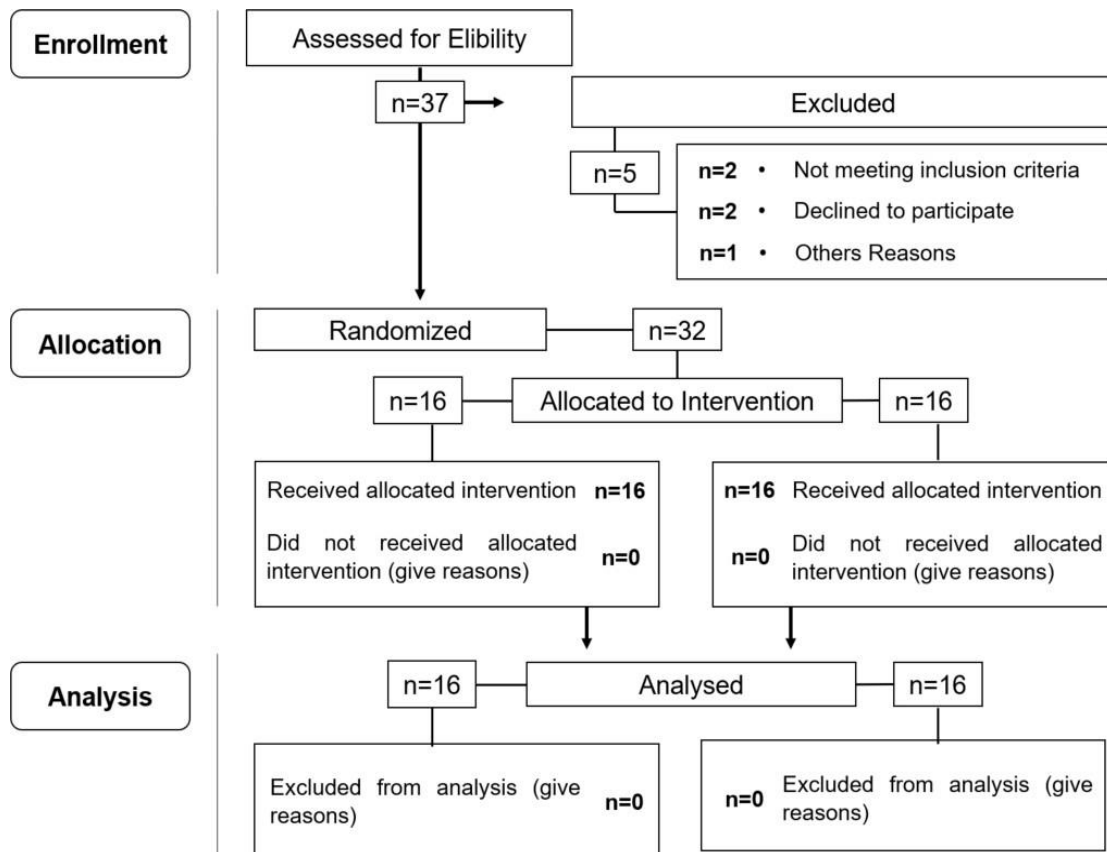 Enrollment
Assessed for Elibility
n=37
Excluded
n=5
n=2 • Not meeting inclusion criteria
n=2 • Declined to participate
n=1 • Others Reasons
Allocation
Randomized
n=32
n=16
Allocated to Intervention
n=16
Received allocated intervention n=16
Did not received allocated
intervention (give reasons) n=0
n=16 Received allocated intervention
n=0 Did not received allocated
intervention (give reasons)
Analysis
n=16
Analysed
n=16
Excluded from analysis (give
reasons) n=0
n=0 Excluded from analysis (give
reasons)